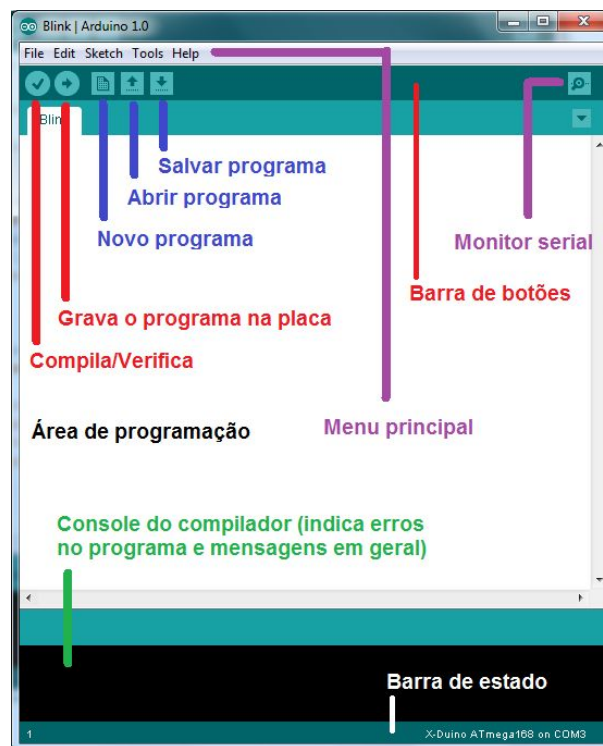 Blink | Arduino 1.0
File Edit Sketch Tools Help
Blin
Salvar programa
Abrir programa
Novo programa
Monitor serial
Barra de botões
Grava o programa na placa
Compila/Verifica
Área de programação
Menu principal
Console do compilador (indica erros
no programa e mensagens em geral)
Barra de estado
1
X-Duino ATmega168 on COM3